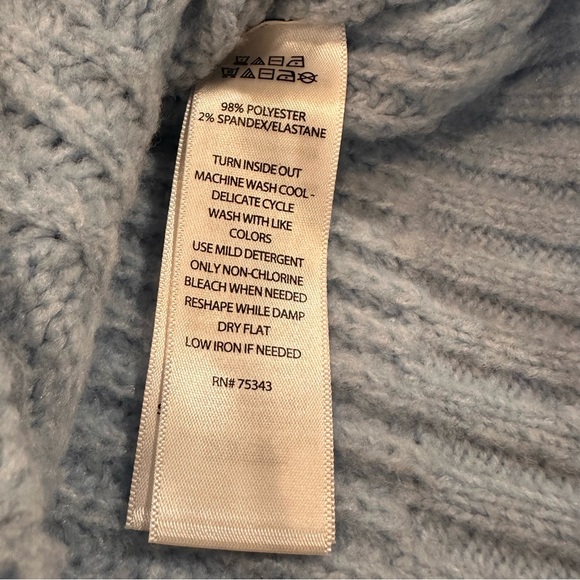 98% POLYESTER
2% SPANDEX/ELASTANE
TURN INSIDE OUT
MACHINE WASH COOL -
DELICATE CYCLE
WASH WITH LIKE
COLORS
USE MILD DETERGENT
ONLY NON-CHLORINE
BLEACH WHEN NEEDED
RESHAPE WHILE DAMP
DRY FLAT
LOW IRON IF NEEDED
RN# 75343